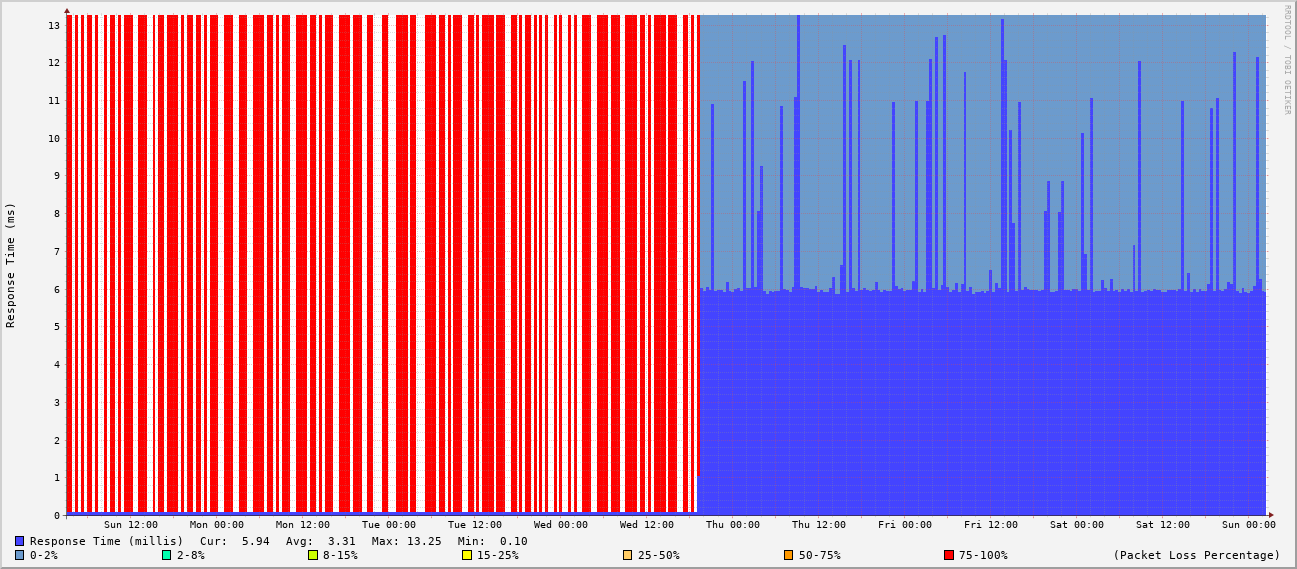 RRDTOOL / TOBI OETIKER
Response Time (ms)
13
12
11
10
9
8
7
6
5
4
3
2
1
0
Sun 12:00 Mon 00:00 Mon 12:00 Tue 00:00 Tue 12:00 Wed 00:00 Wed 12:00 Thu 00:00 Thu 12:00 Fri 00:00 Fri 12:00 Sat 00:00 Sat 12:00 Sun 00:00
Response Time (millis) Cur: 5.94 Avg: 3.31 Max: 13.25 Min: 0.10
0-2% 2-8% 8-15% 15-25% 25-50% 50-75% 75-100% (Packet Loss Percentage)